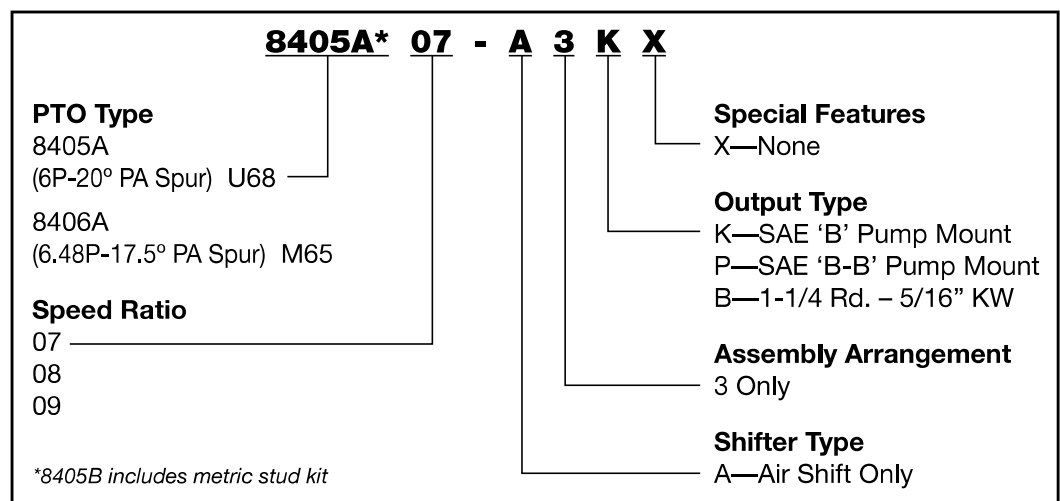 8405A* 07 - A 3 K X
PTO Type
8405A
(6P-20º PA Spur) U68
8406A
(6.48P-17.5º PA Spur) M65
Speed Ratio
07
08
09
*8405B includes metric stud kit
Special Features
X—None
Output Type
K—SAE ‘B’ Pump Mount
P—SAE ‘B-B’ Pump Mount
B—1-1/4 Rd. – 5/16” KW
Assembly Arrangement
3 Only
Shifter Type
A—Air Shift Only